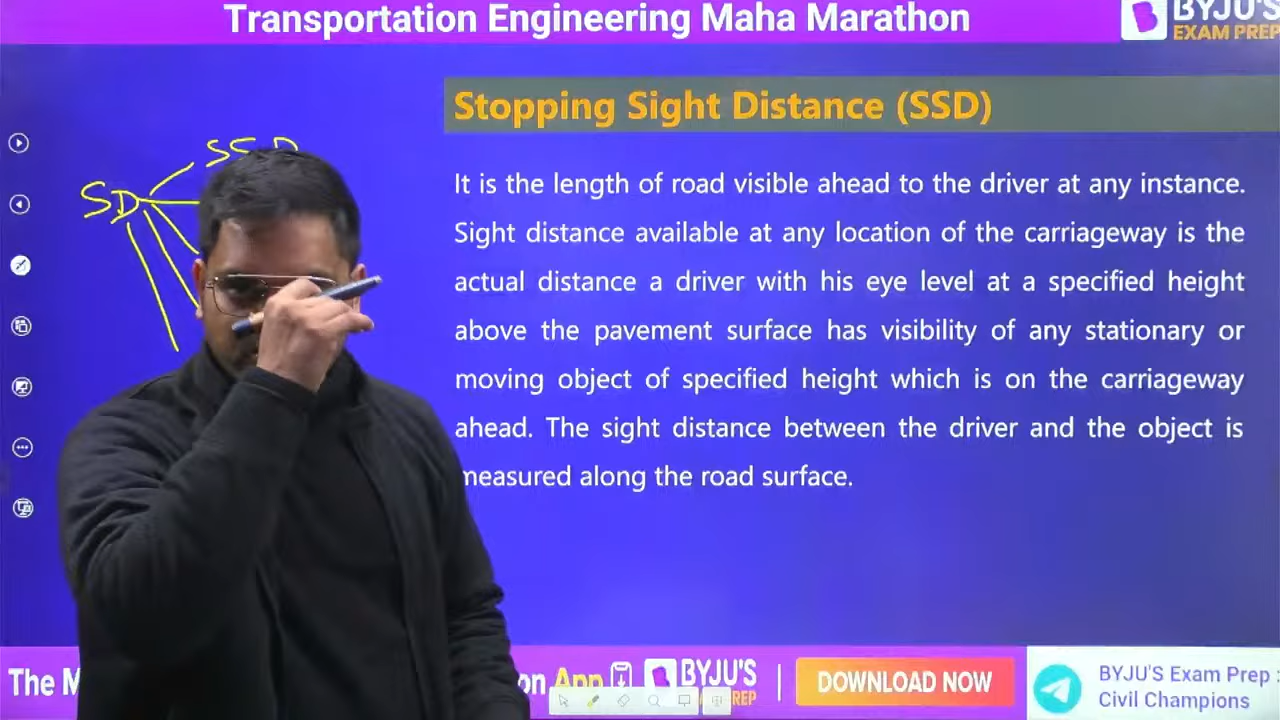 Transportation Engineering Maha Marathon
BYJU'S
EXAM PREP
Stopping Sight Distance (SSD)
SSD
SD
It is the length of road visible ahead to the driver at any instance.
Sight distance available at any location of the carriageway is the
actual distance a driver with his eye level at a specified height
above the pavement surface has visibility of any stationary or
moving object of specified height which is on the carriageway
ahead. The sight distance between the driver and the object is
measured along the road surface.
The
on App
BYJU'S
PREP
DOWNLOAD NOW
BYJU'S Exam Prep :
Civil Champions